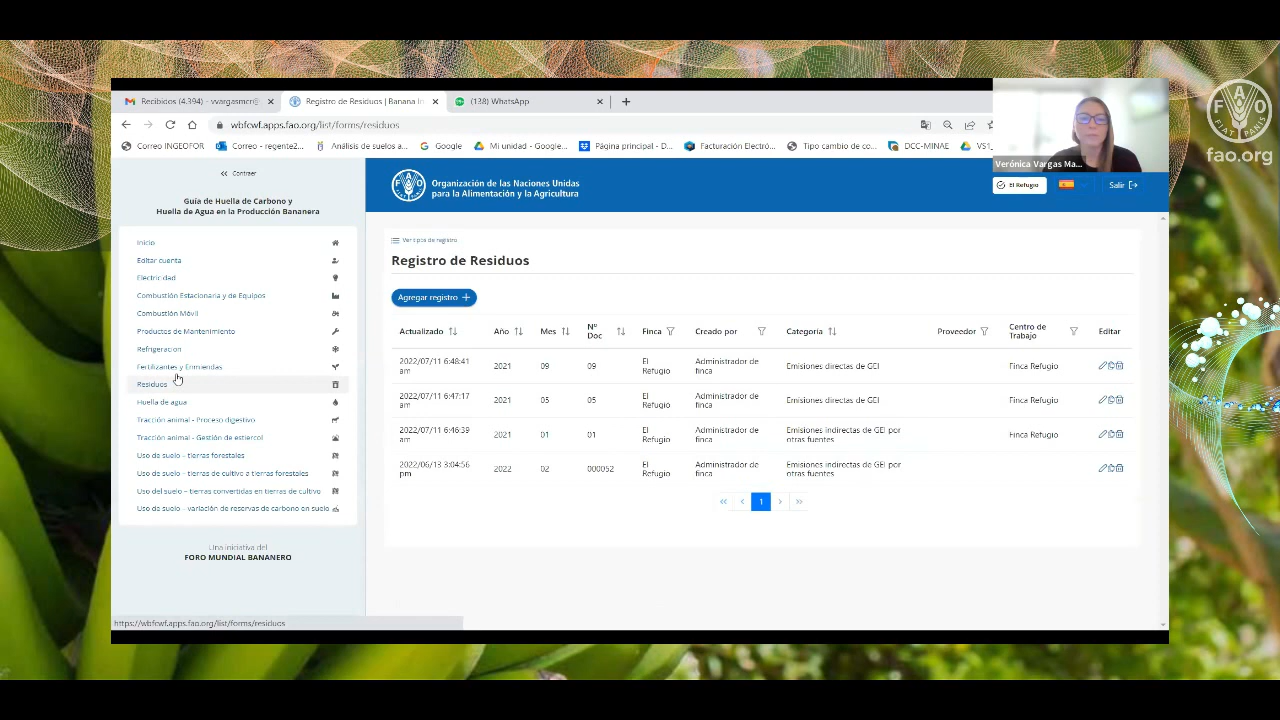 Recibidos (4.394) - vvargasmcr@
Registro de Residuos | Banana In
(138) WhatsApp
wbfcwf.apps.fao.org/list/forms/residuos
Correo INGEOFOR
Correo - regente2...
Análisis de suelos a...
Google
Mi unidad - Google...
Página principal - D...
Facturación Electró...
Tipo cambio de co...
DCC-MINAE
VS1_
Verónica Vargas Ma...
FAO
FIAT PANIS
fao.org
Contraer
Guía de Huella de Carbono y
Huella de Agua en la Producción Bananera
Inicio
Editar cuenta
Electricidad
Combustión Estacionaria y de Equipos
Combustión Móvil
Productos de Mantenimiento
Refrigeración
Fertilizantes y Enmiendas
Residuos
Huella de agua
Tracción animal - Proceso digestivo
Tracción animal - Gestión de estiercol
Uso de suelo – tierras forestales
Uso de suelo – tierras de cultivo a tierras forestales
Uso del suelo – tierras convertidas en tierras de cultivo
Uso de suelo – variación de reservas de carbono en suelo
Una iniciativa del
FORO MUNDIAL BANANERO
https://wbfcwf.apps.fao.org/list/forms/residuos
Organización de las Naciones Unidas
para la Alimentación y la Agricultura
El Refugio
Salir
Ver tipos de registro
Registro de Residuos
Agregar registro +
Actualizado Año Mes Nº Doc Finca Creado por Categoría Proveedor Centro de Trabajo Editar
2022/07/11 6:48:41 am 2021 09 09 El Refugio Administrador de finca Emisiones directas de GEI Finca Refugio
2022/07/11 6:47:17 am 2021 05 05 El Refugio Administrador de finca Emisiones directas de GEI Finca Refugio
2022/07/11 6:46:39 am 2021 01 01 El Refugio Administrador de finca Emisiones indirectas de GEI por otras fuentes Finca Refugio
2022/06/13 3:04:56 pm 2022 02 000052 El Refugio Administrador de finca Emisiones indirectas de GEI por otras fuentes
1